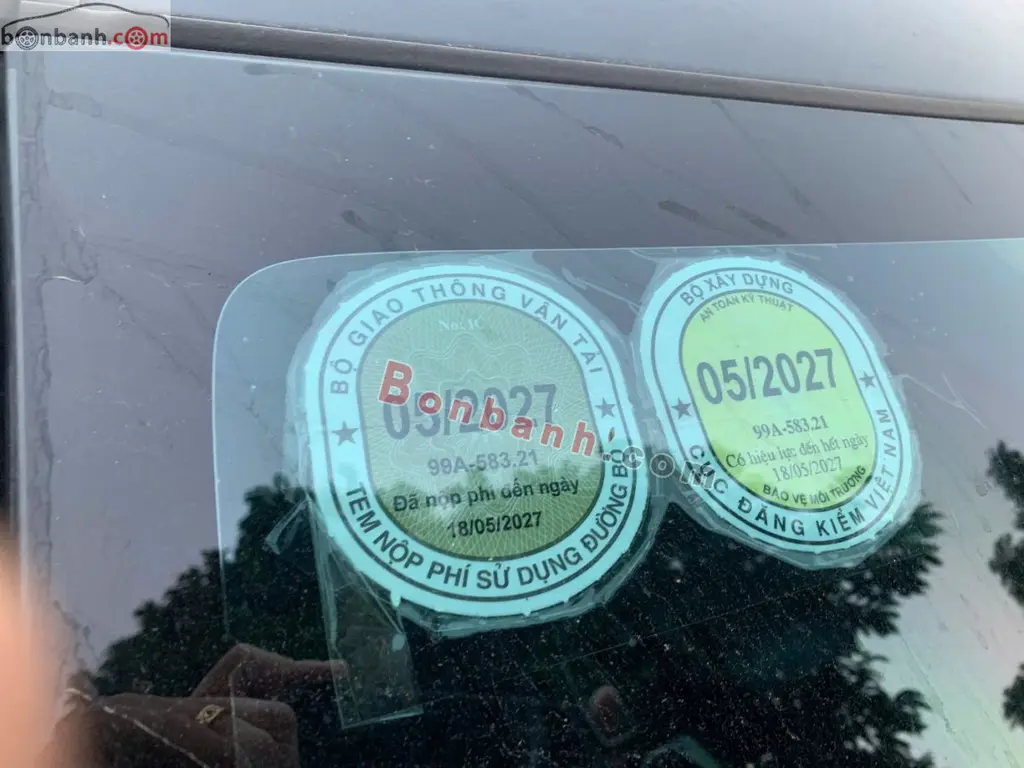 bonbanh.com
BỘ GIAO THÔNG VẬN TẢI
No: 1C
05/2027
99A-583.21
Đã nộp phí đến ngày
18/05/2027
TEM NỘP PHÍ SỬ DỤNG ĐƯỜNG BỘ
Bonbanh.com
BỘ XÂY DỰNG
AN TOÀN KỸ THUẬT
05/2027
99A-583.21
Có hiệu lực đến hết ngày
18/05/2027
BẢO VỆ MÔI TRƯỜNG
CỤC ĐĂNG KIỂM VIỆT NAM